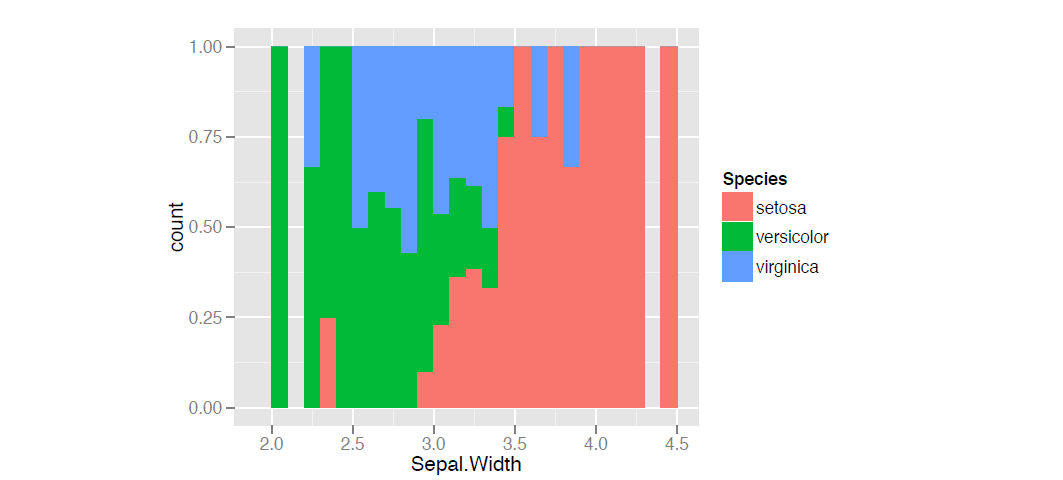 1.00
0.75
0.50
0.25
0.00
count
2.0 2.5 3.0 3.5 4.0 4.5
Sepal.Width
Species
setosa
versicolor
virginica